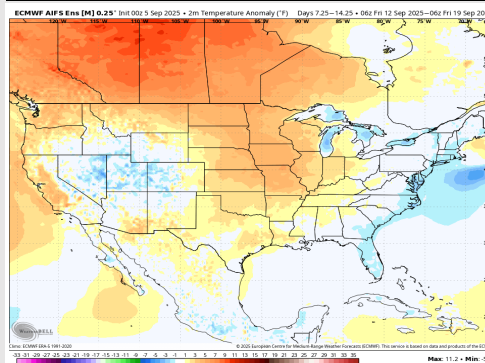 ECMWF AIFS Ens [M] 0.25° Init 00z 5 Sep 2025 • 2m Temperature Anomaly (°F) Days 7.25−14.25 • 06z Fri 12 Sep 2025−06z Fri 19 Sep 20
120°W 115°W 110°W 105°W 100°W 95°W 90°W 85°W 80°W 75°W 70°W
WeatherBELL
Climo: ECMWF ERA-5 1991-2020 © 2025 European Centre for Medium-Range Weather Forecasts (ECMWF). This service is based on data and products of the EC
-33 -31 -29 -27 -25 -23 -21 -19 -17 -15 -13 -11 -9 -7 -5 -3 -1 1 3 5 7 9 11 13 15 17 19 21 23 25 27 29 31 33
Max: 11.2 • Min: -